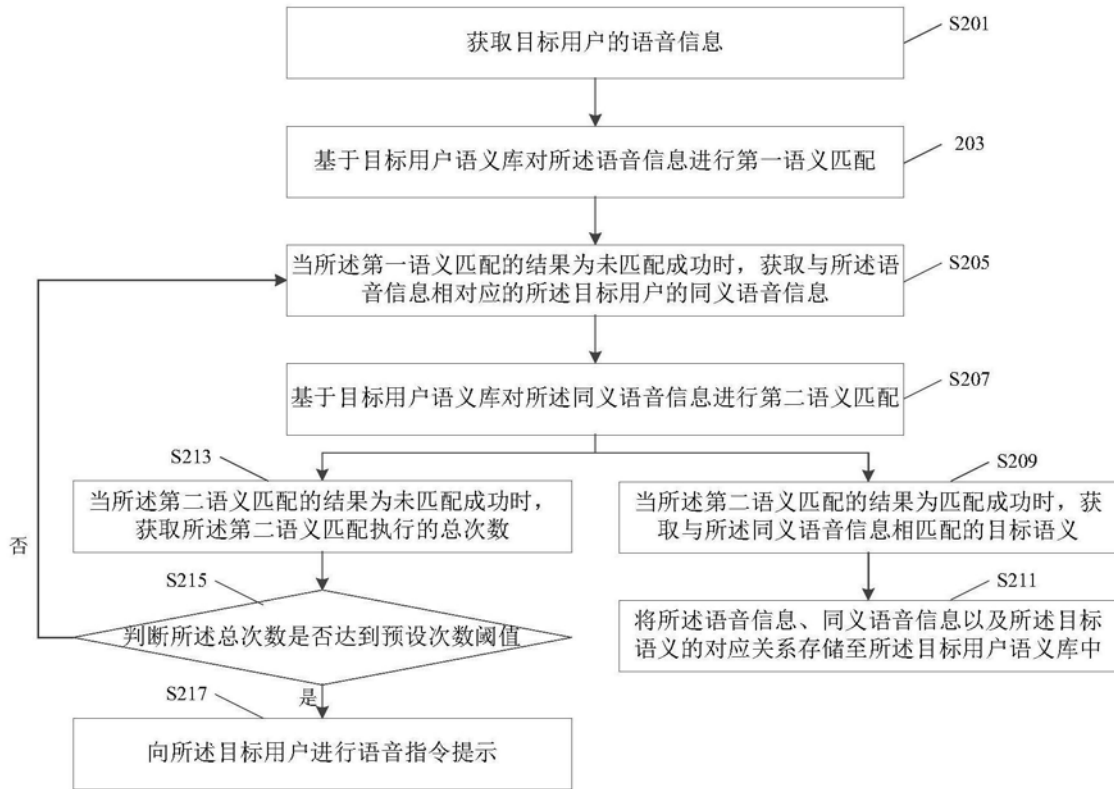 获取目标用户的语音信息
S201
基于目标用户语义库对所述语音信息进行第一语义匹配
203
当所述第一语义匹配的结果为未匹配成功时，获取与所述语
音信息相对应的所述目标用户的同义语音信息
S205
基于目标用户语义库对所述同义语音信息进行第二语义匹配
S207
S213
当所述第二语义匹配的结果为未匹配成功时，
获取所述第二语义匹配执行的总次数
S209
当所述第二语义匹配的结果为匹配成功时，获
取与所述同义语音信息相匹配的目标语义
否
S215
判断所述总次数是否达到预设次数阈值
S211
将所述语音信息、同义语音信息以及所述目标
语义的对应关系存储至所述目标用户语义库中
是
S217
向所述目标用户进行语音指令提示